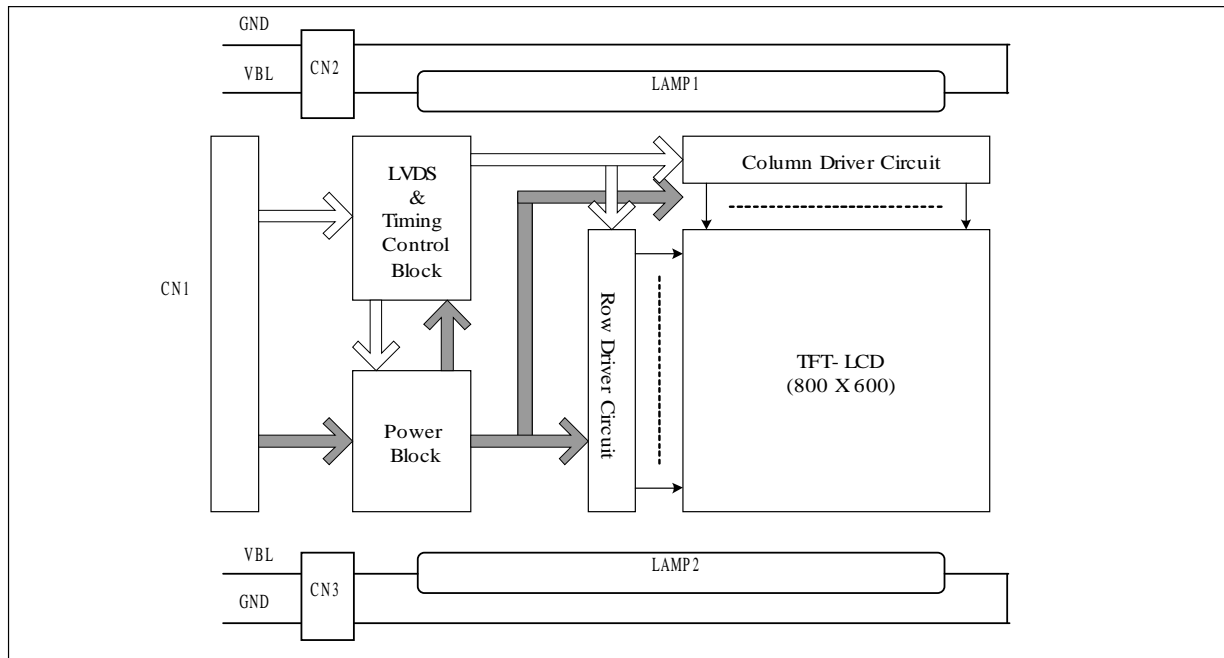 GND
VBL
CN2
LAMP1
LVDS
&
Timing
Control
Block
Column Driver Circuit
CN1
Row Driver Circuit
TFT- LCD
(800 X 600)
Power
Block
VBL
GND
CN3
LAMP2